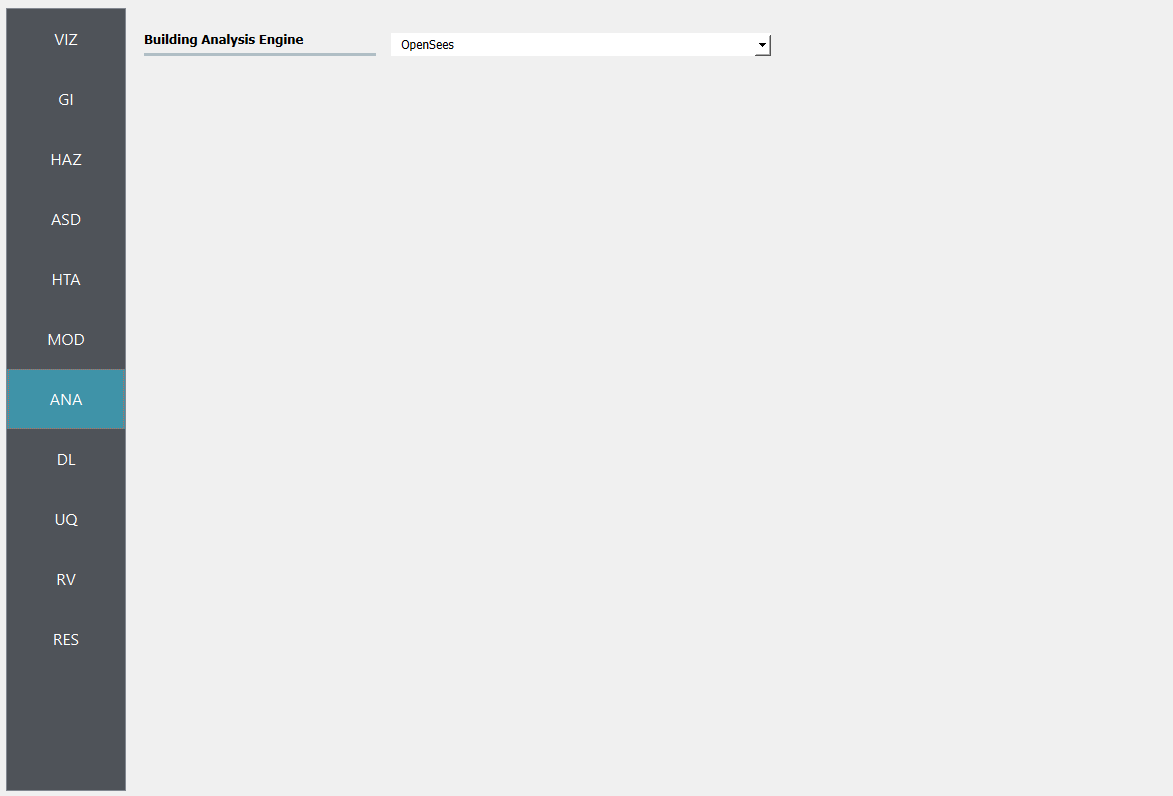 VIZ
GI
HAZ
ASD
HTA
MOD
ANA
DL
UQ
RV
RES
Building Analysis Engine
OpenSees